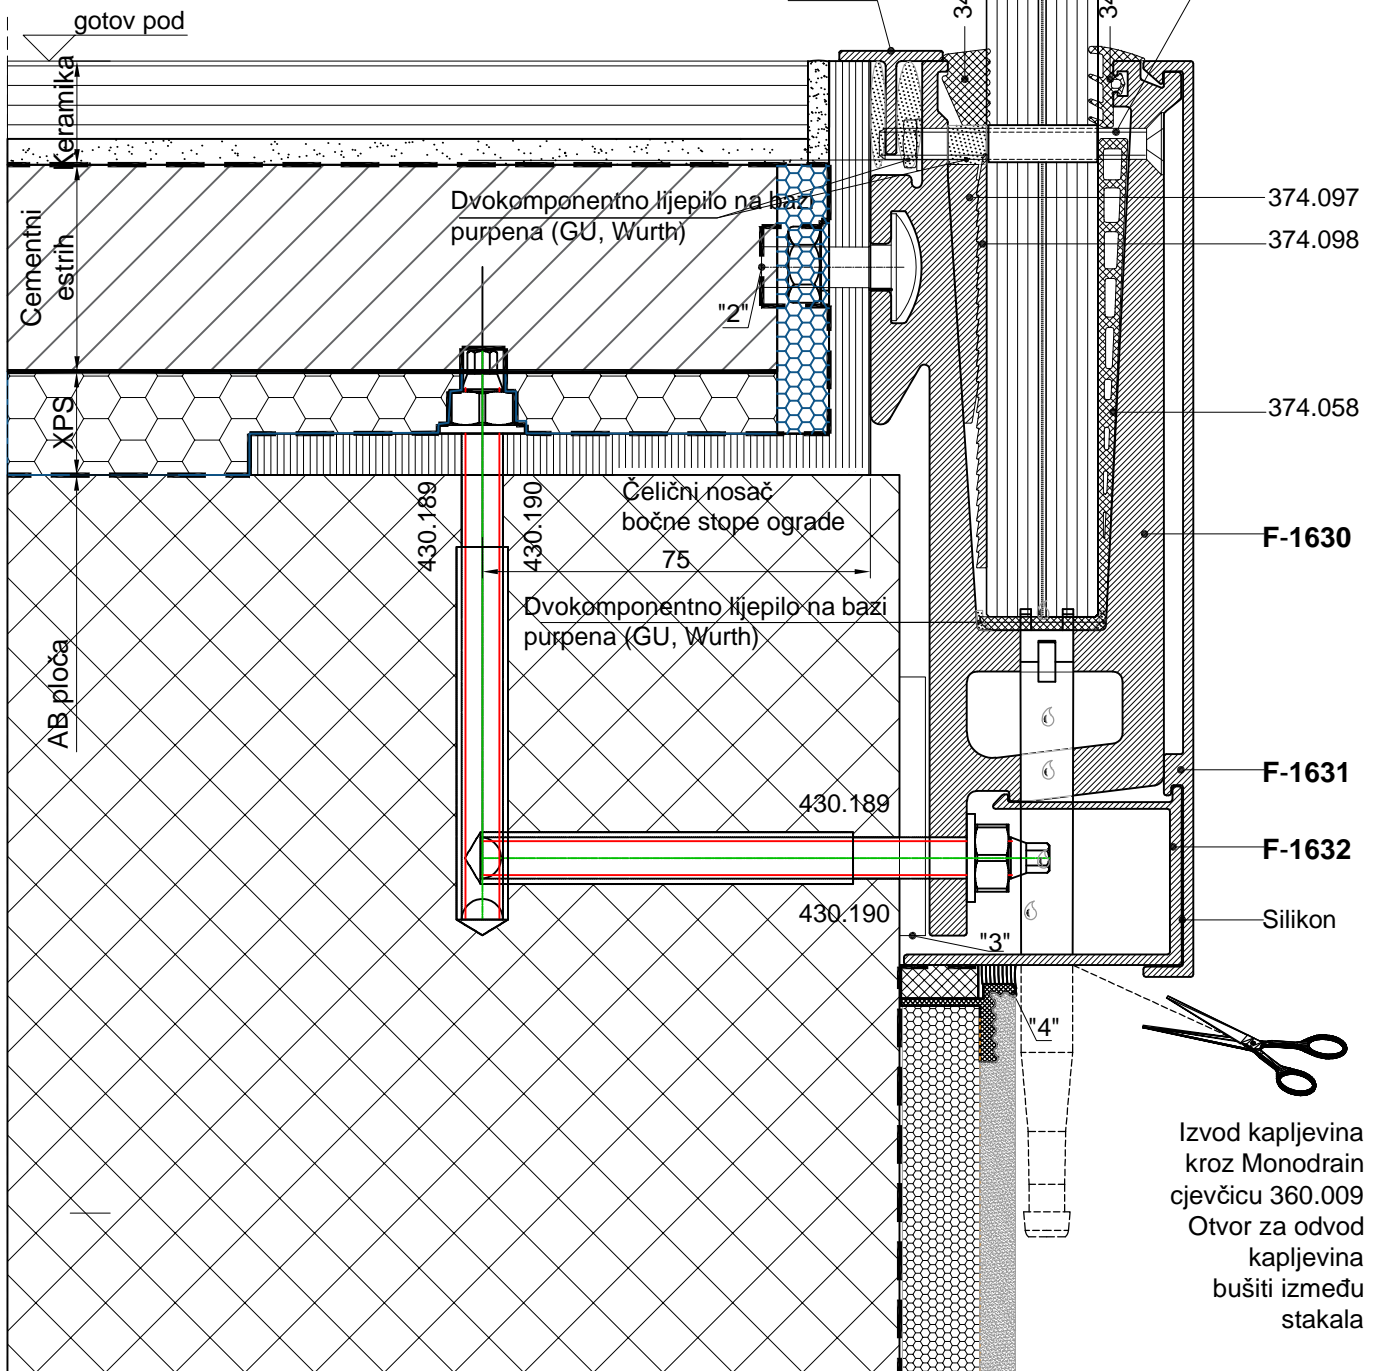 gotov pod
Keramika
Cementni
estrih
XPS
AB ploča
Dvokomponentno lijepilo na bazi
purpena (GU, Wurth)
"2"
374.097
374.098
374.058
430.189
430.190
Čelični nosač
bočne stope ograde
75
F-1630
Dvokomponentno lijepilo na bazi
purpena (GU, Wurth)
F-1631
430.189
F-1632
430.190
Silikon
"3"
"4"
Izvod kapljevina
kroz Monodrain
cjevčicu 360.009
Otvor za odvod
kapljevina
bušiti između
stakala